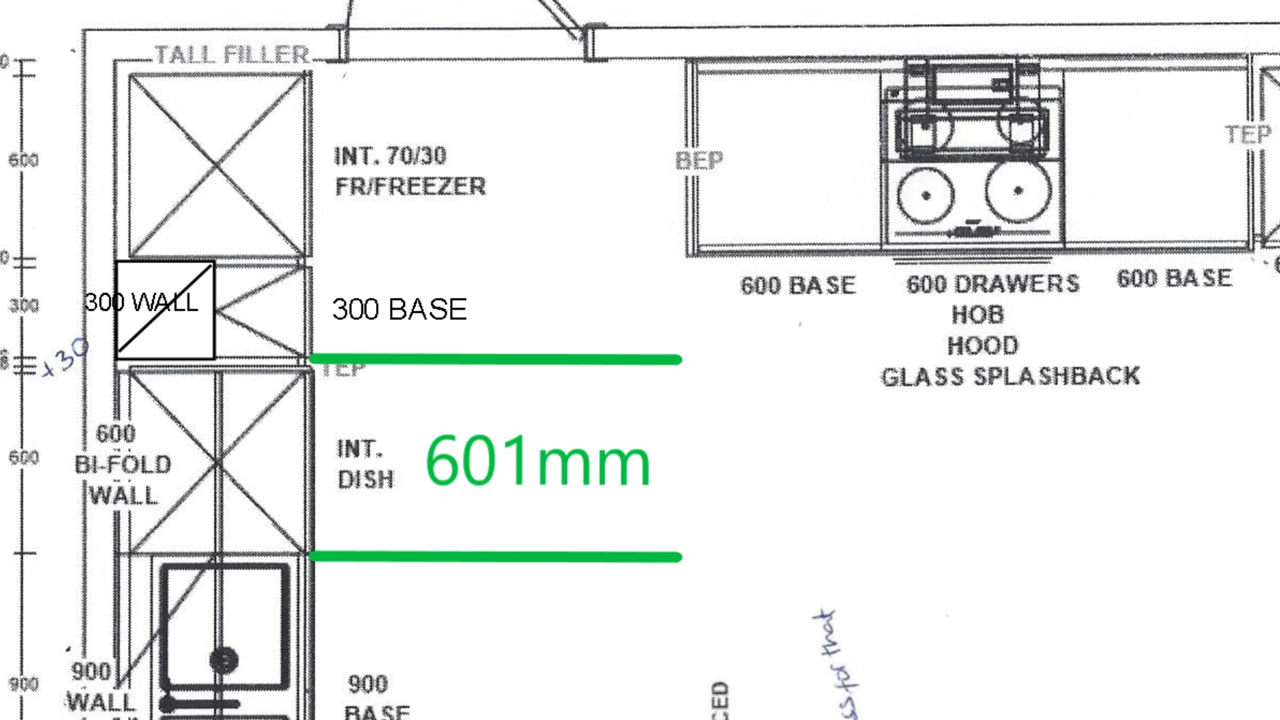 TALL FILLER
600
INT. 70/30
FR/FREEZER
BEP
TEP
300
300 WALL
300 BASE
+30
TEP
600 BASE
600 DRAWERS
HOB
HOOD
GLASS SPLASHBACK
600 BASE
600
600
BI-FOLD
WALL
INT.
DISH
601mm
900
900
WALL
900
BASE
for that